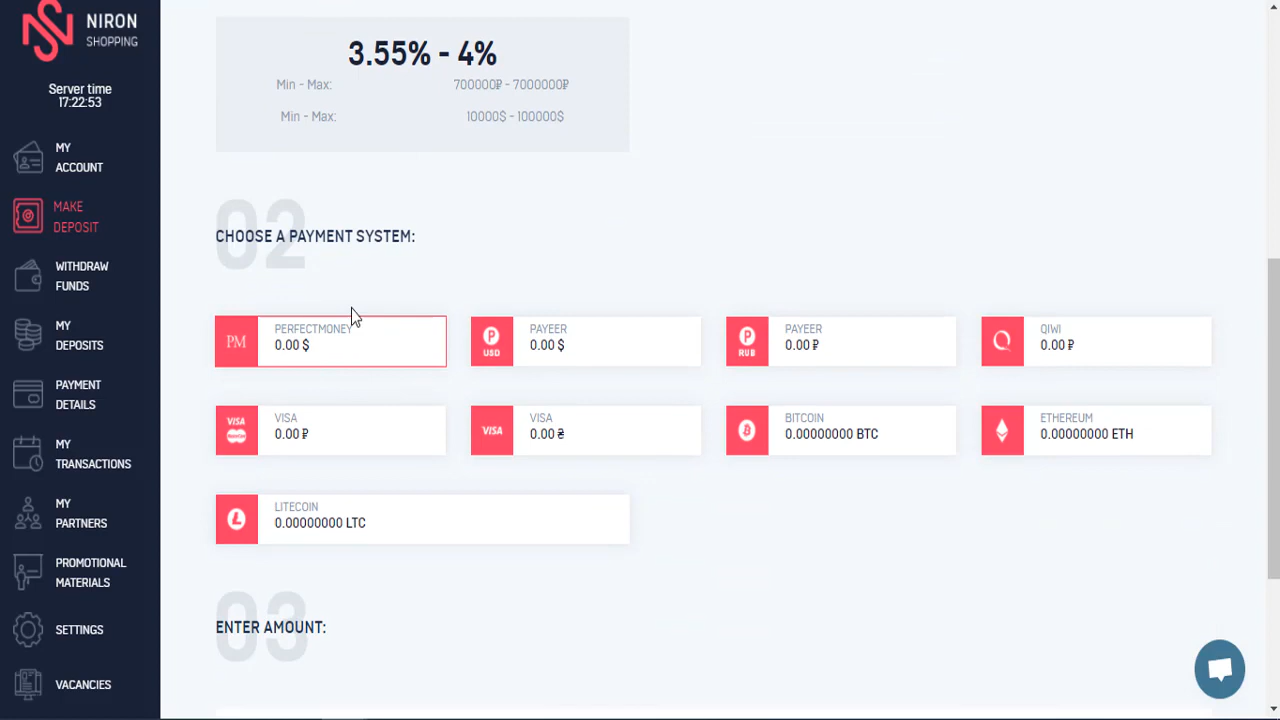 NIRON
SHOPPING
Server time
17:22:53
MY
ACCOUNT
MAKE
DEPOSIT
WITHDRAW
FUNDS
MY
DEPOSITS
PAYMENT
DETAILS
MY
TRANSACTIONS
MY
PARTNERS
PROMOTIONAL
MATERIALS
SETTINGS
VACANCIES
3.55% - 4%
Min - Max: 700000₽ - 7000000₽
Min - Max: 10000$ - 100000$
02
CHOOSE A PAYMENT SYSTEM:
PM
PERFECTMONEY
0.00 $
P
USD
PAYEER
0.00 $
P
RUB
PAYEER
0.00 ₽
QIWI
0.00 ₽
VISA
VISA
0.00 ₽
VISA
VISA
0.00 ₴
BITCOIN
0.00000000 BTC
ETHEREUM
0.00000000 ETH
LITECOIN
0.00000000 LTC
03
ENTER AMOUNT: